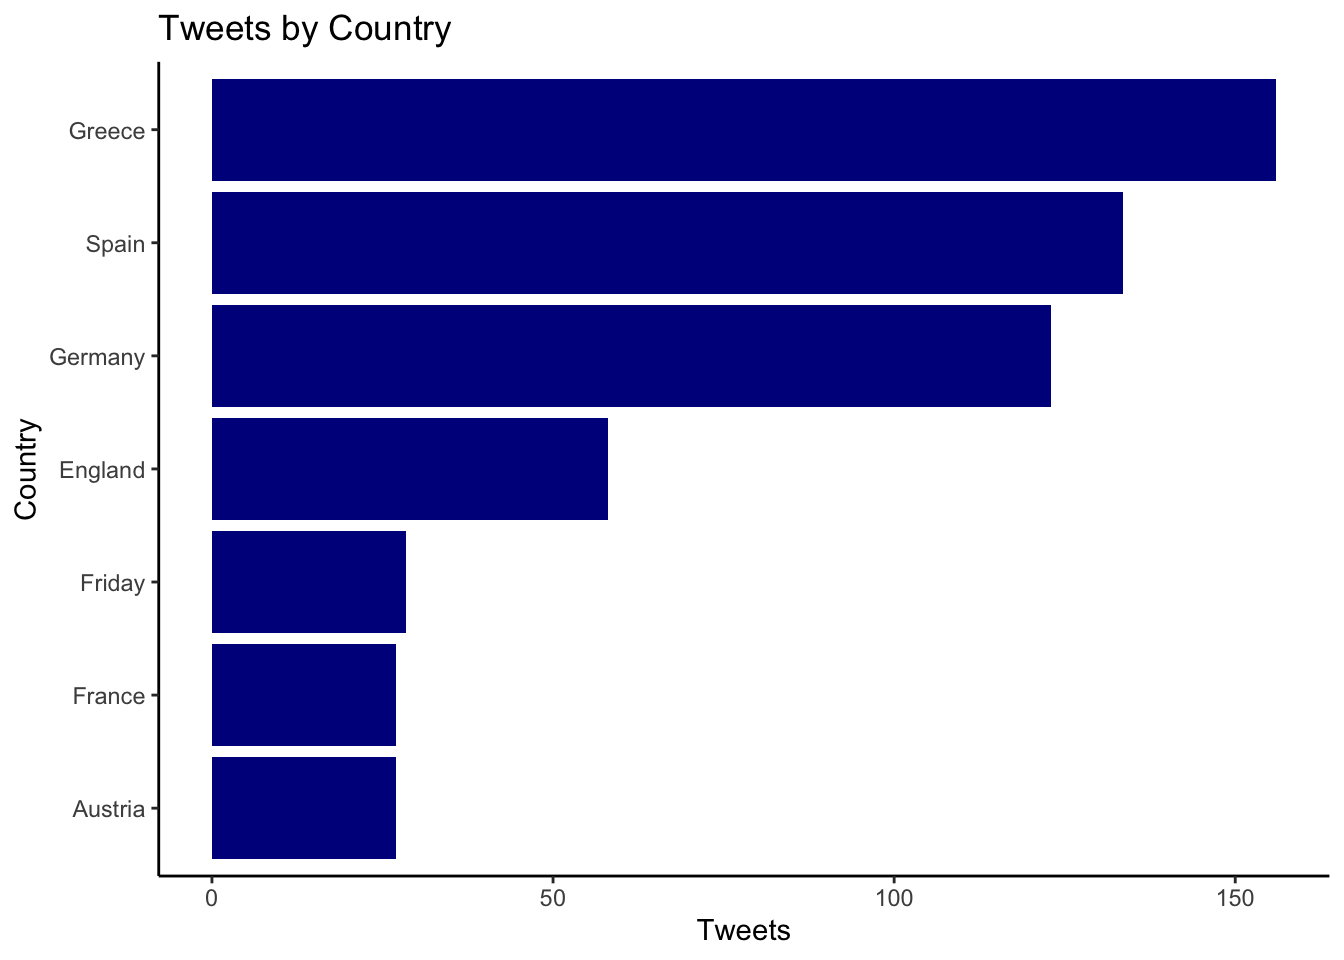 Tweets by Country
Greece
Spain
Germany
England
Friday
France
Austria
Country
0 50 100 150
Tweets